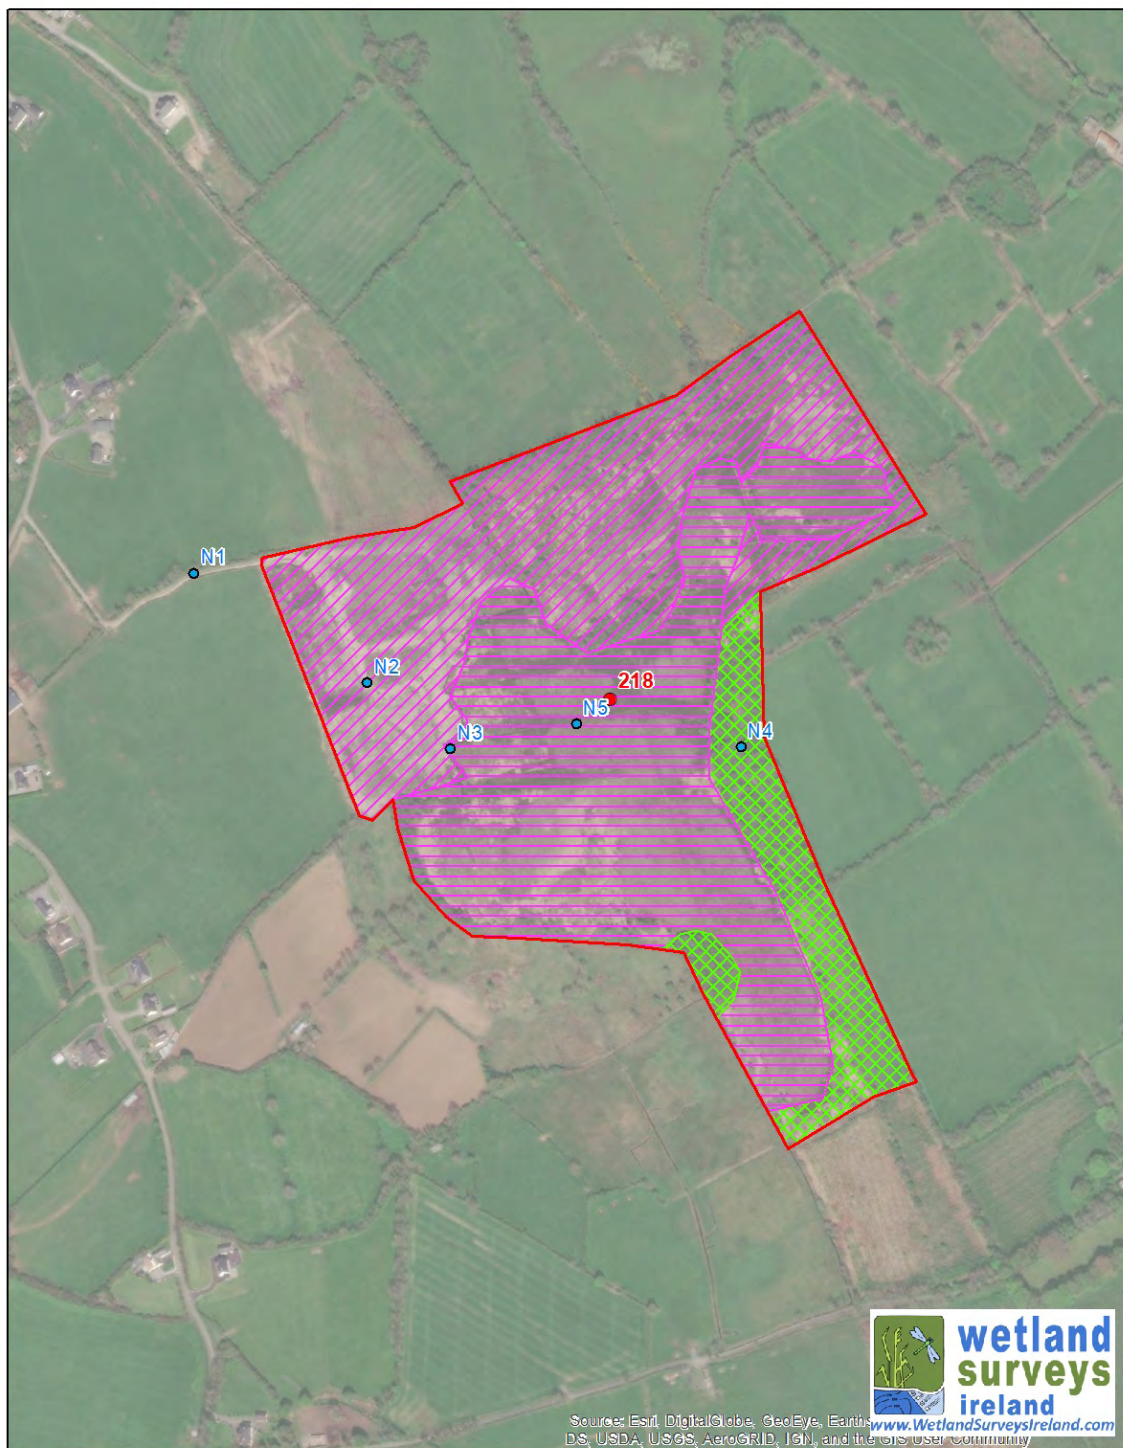 N1
N2
218
N5
N3
N4
wetland
surveys
ireland
www.WetlandSurveysIreland.com
Source: Esri, DigitalGlobe, GeoEye, Earths
DS, USDA, USGS, AeroGRID, IGN, and the GIS User Community